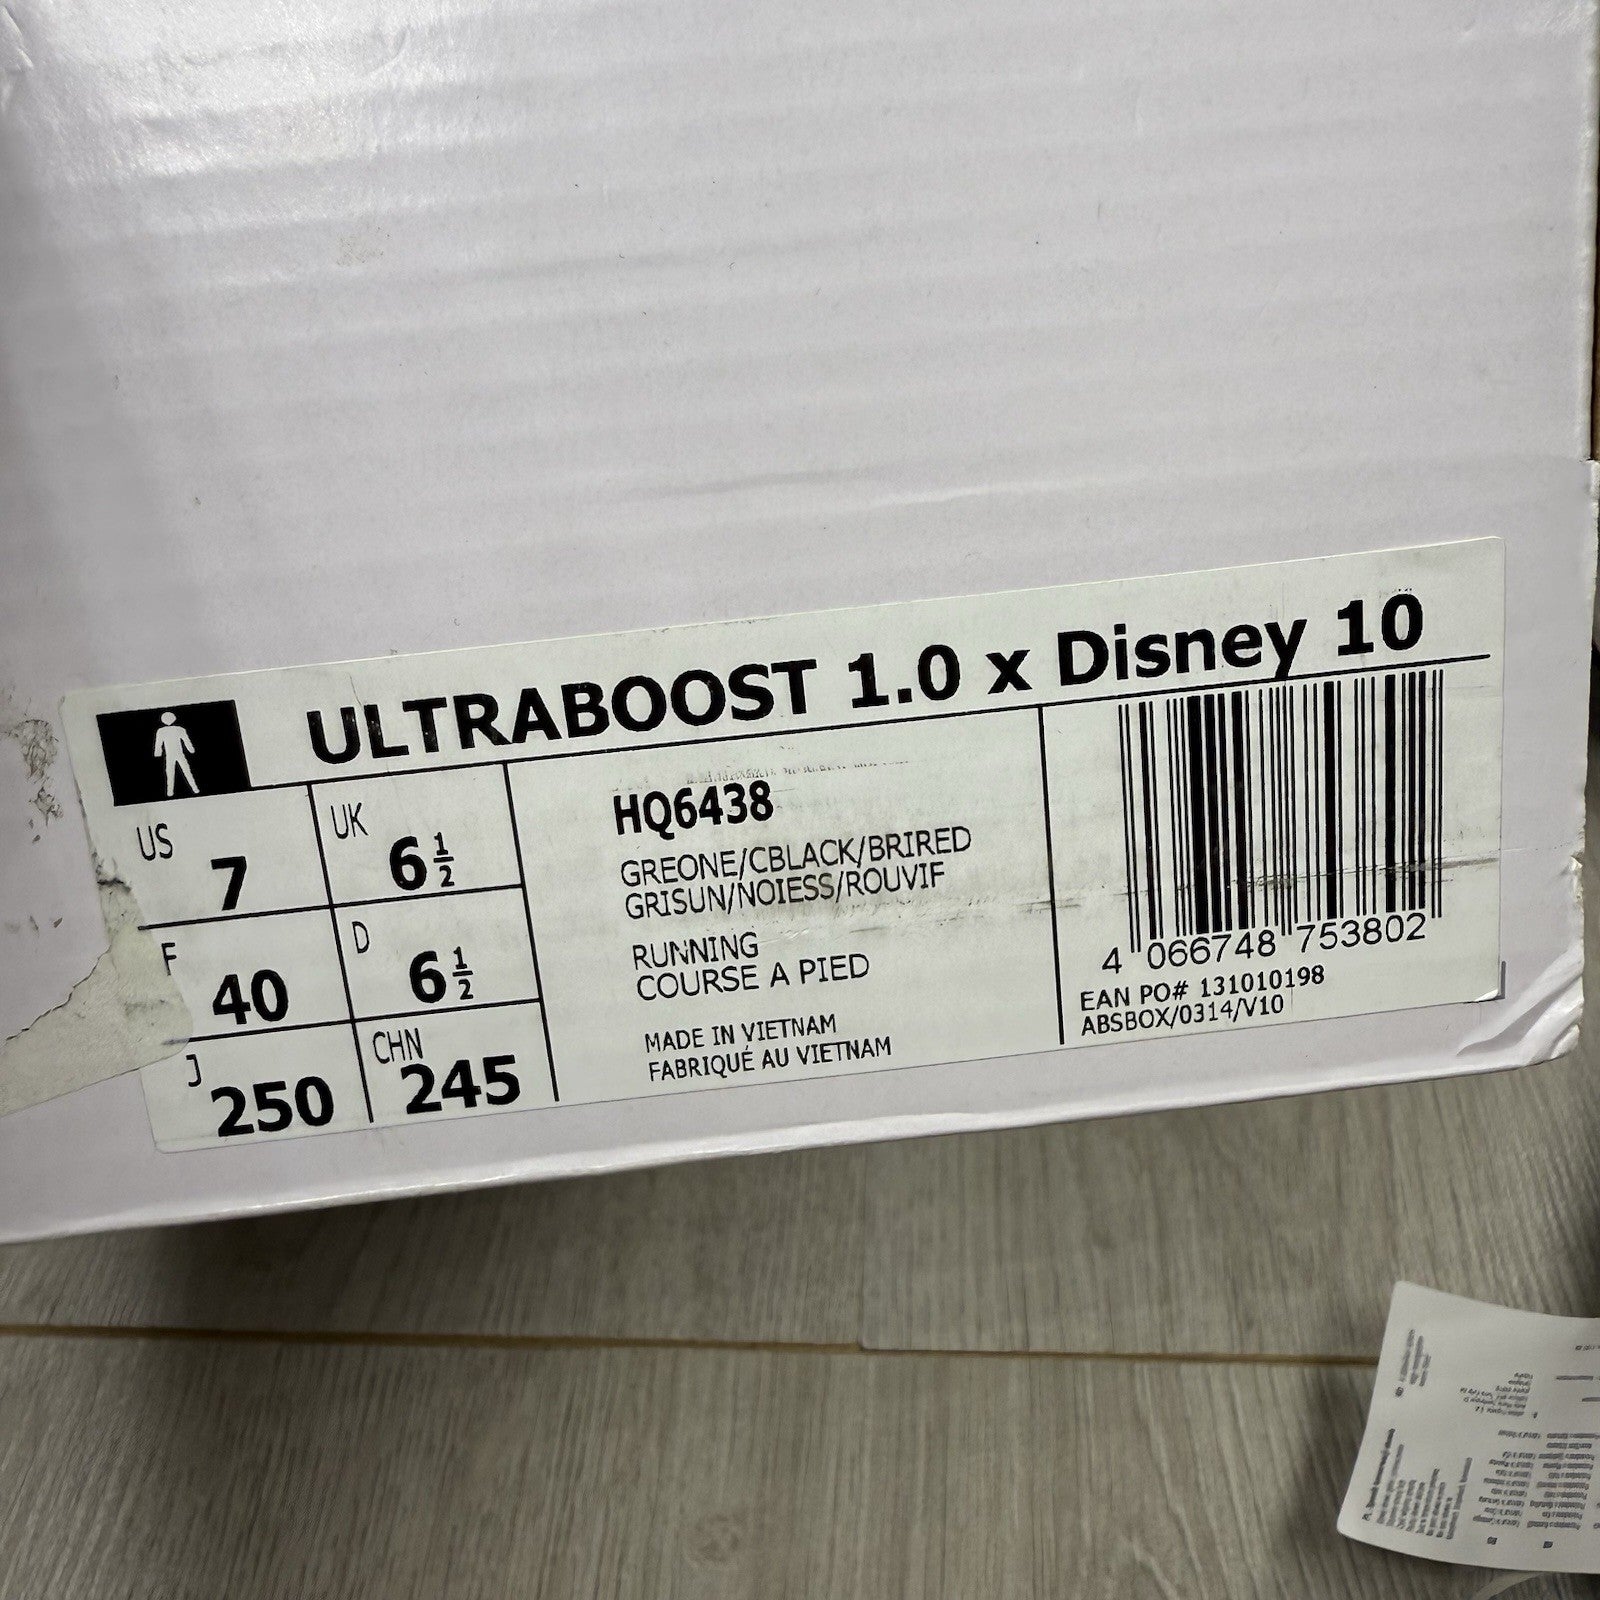 ULTRABOOST 1.0 x Disney 10
US 7
UK 6 1/2
F 40
D 6 1/2
J 250
CHN 245
HQ6438
GREONE/CBLACK/BRIRED
GRISUN/NOIESS/ROUVIF
RUNNING
COURSE A PIED
MADE IN VIETNAM
FABRIQUÉ AU VIETNAM
4 066748 753802
EAN PO# 131010198
ABSBOX/0314/V10